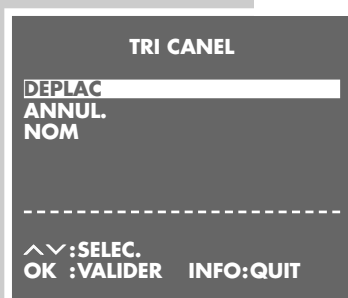 TRI CANEL
DEPLAC
ANNUL.
NOM
:SELEC.
OK :VALIDER INFO:QUIT